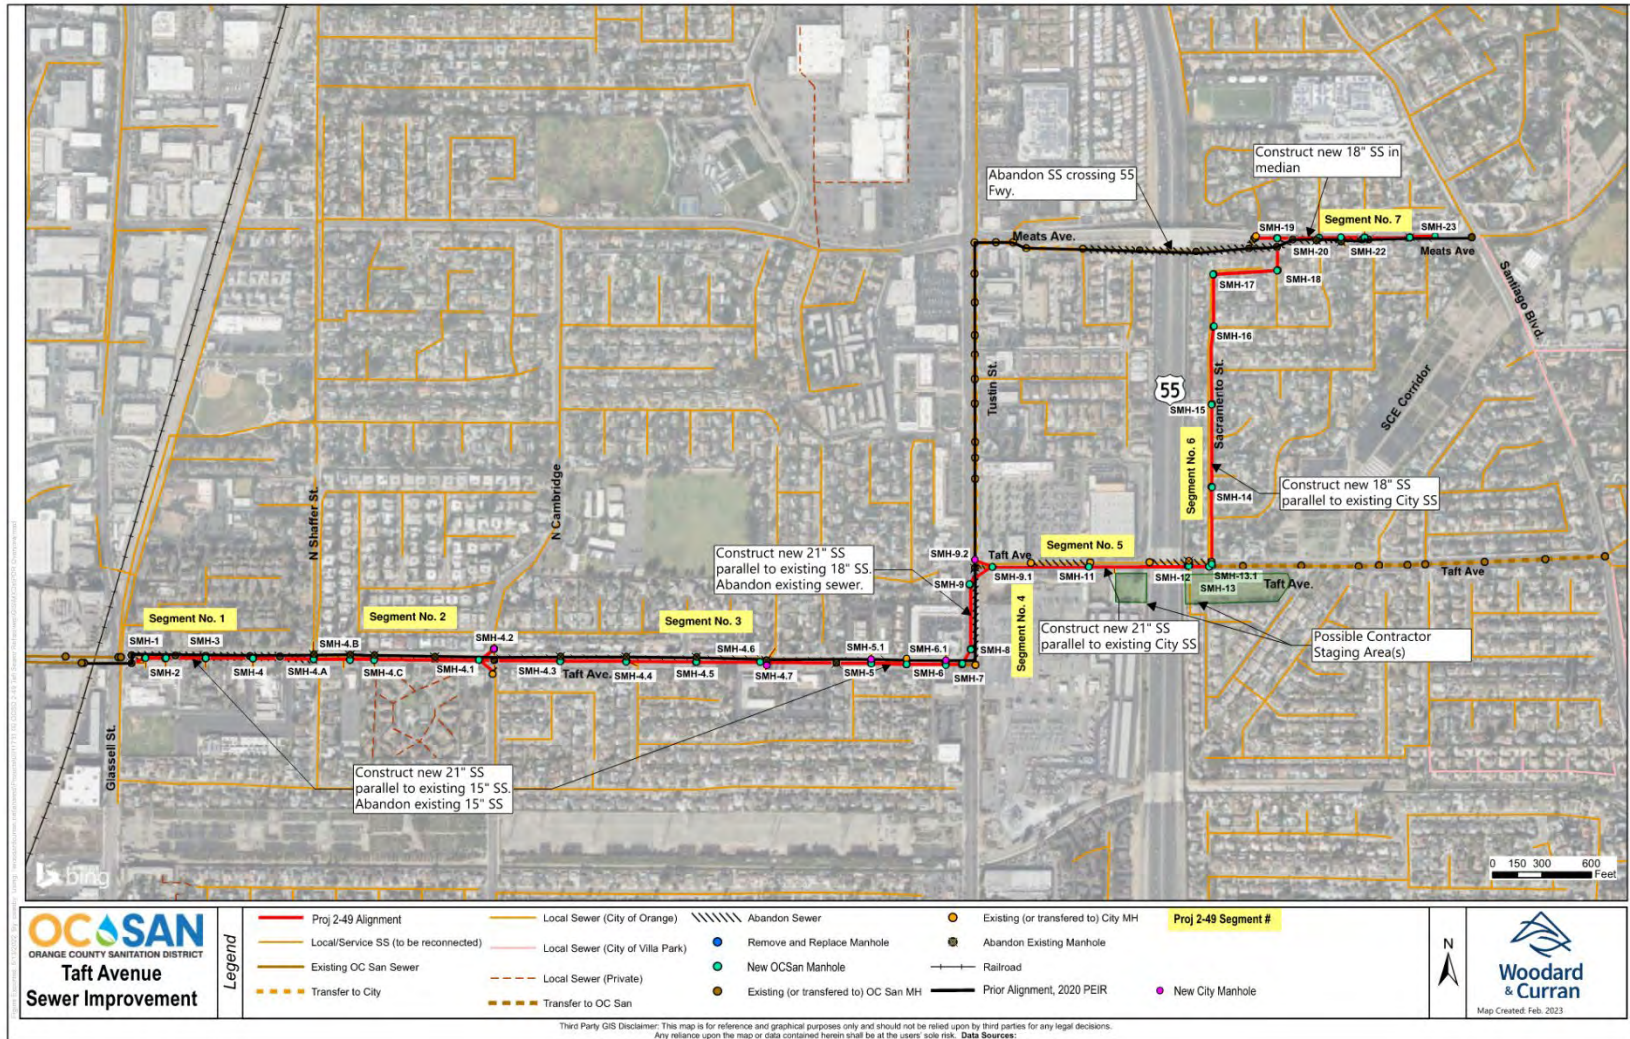 Construct new 18" SS in
median
Abandon SS crossing 55
Fwy.
Segment No. 7
SMH-19
SMH-23
Meats Ave.
SMH-20
SMH-22
Meats Ave
SMH-17
SMH-18
Santiago Blvd.
SMH-16
Tustin St.
55
SMH-15
Sacramento St.
SCE Corridor
Segment No. 6
Construct new 18" SS
parallel to existing City SS
SMH-14
N Shaffer St.
N Cambridge
Construct new 21" SS
parallel to existing 18" SS.
Abandon existing sewer.
SMH-9.2
Taft Ave
Segment No. 5
SMH-9
SMH-9.1
SMH-11
SMH-12
SMH-13.1
SMH-13
Taft Ave.
Taft Ave
Segment No. 4
Construct new 21" SS
parallel to existing City SS
Possible Contractor
Staging Area(s)
Segment No. 1
Segment No. 2
Segment No. 3
SMH-1
SMH-3
SMH-4.B
SMH-4.2
SMH-4.6
SMH-5.1
SMH-6.1
SMH-8
SMH-2
SMH-4
SMH-4.A
SMH-4.C
SMH-4.1
SMH-4.3
Taft Ave.
SMH-4.4
SMH-4.5
SMH-4.7
SMH-5
SMH-6
SMH-7
Glassell St.
Construct new 21" SS
parallel to existing 15" SS.
Abandon existing 15" SS
bing
0 150 300 600
Feet
OC SAN
ORANGE COUNTY SANITATION DISTRICT
Taft Avenue
Sewer Improvement
Legend
Proj 2-49 Alignment
Local/Service SS (to be reconnected)
Existing OC San Sewer
Transfer to City
Local Sewer (City of Orange)
Local Sewer (City of Villa Park)
Local Sewer (Private)
Transfer to OC San
Abandon Sewer
Remove and Replace Manhole
New OCSan Manhole
Existing (or transfered to) OC San MH
Existing (or transfered to) City MH
Abandon Existing Manhole
Railroad
Prior Alignment, 2020 PEIR
Proj 2-49 Segment #
New City Manhole
N
Woodard
& Curran
Map Created: Feb. 2023
Third Party GIS Disclaimer: This map is for reference and graphical purposes only and should not be relied upon by third parties for any legal decisions.
Any reliance upon the map or data contained herein shall be at the users' sole risk. Data Sources: